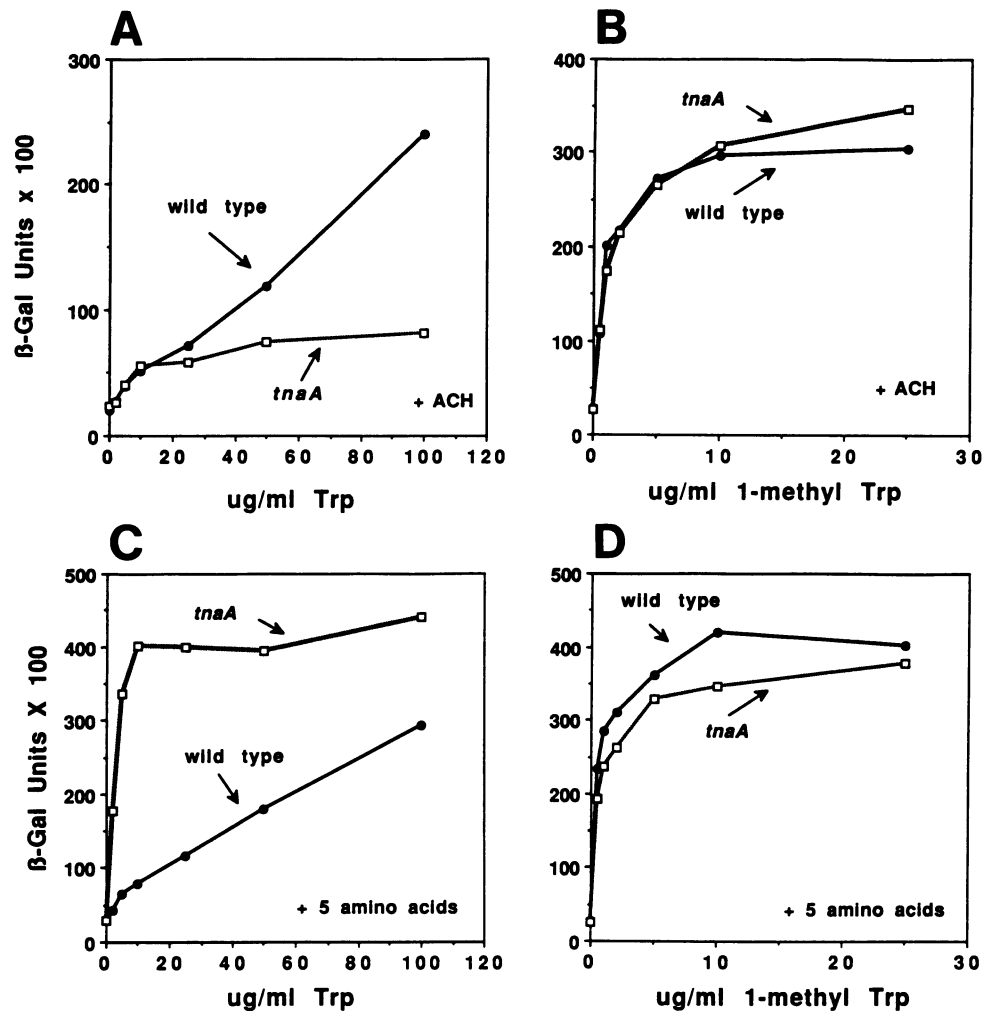 A
300
200
100
0
0 20 40 60 80 100 120
ß-Gal Units x 100
wild type
tnaA
+ ACH
ug/ml Trp
B
400
300
200
100
0
0 10 20 30
tnaA
wild type
+ ACH
ug/ml 1-methyl Trp
C
500
400
300
200
100
0
0 20 40 60 80 100 120
ß-Gal Units X 100
tnaA
wild type
+ 5 amino acids
ug/ml Trp
D
500
400
300
200
100
0
0 10 20 30
wild type
tnaA
+ 5 amino acids
ug/ml 1-methyl Trp